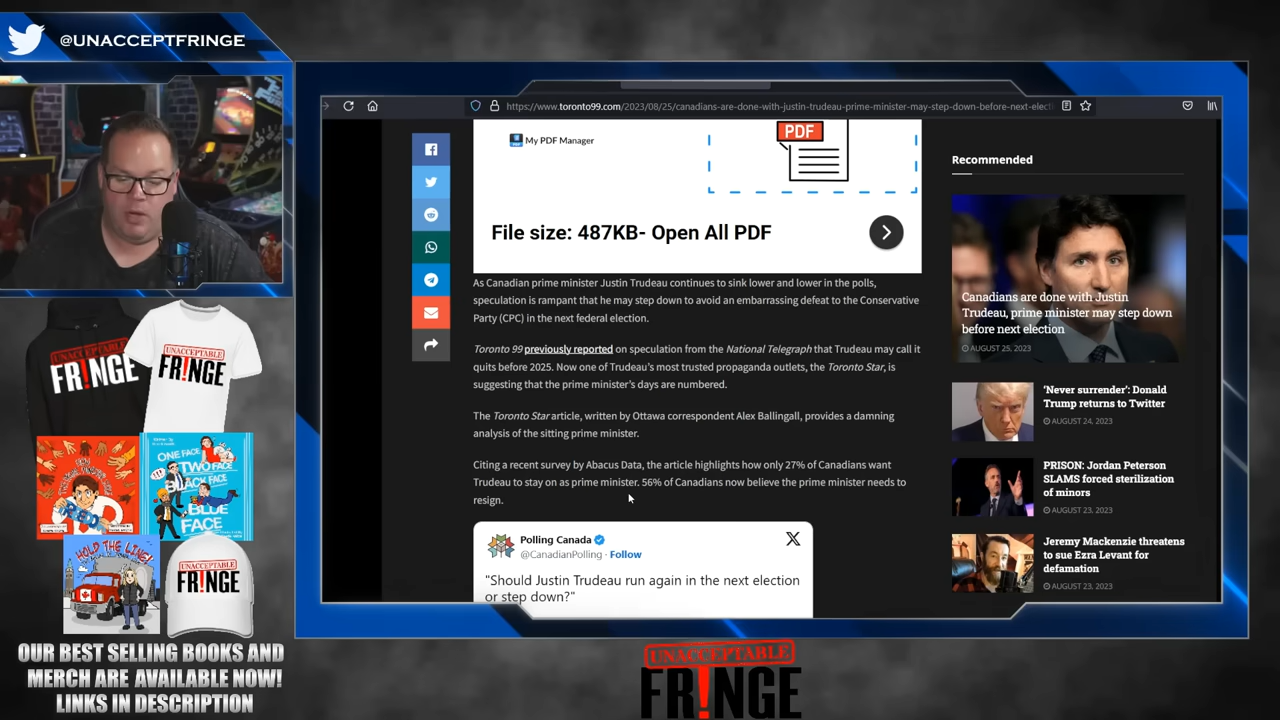 @UNACCEPTFRINGE
UNACCEPTABLE
FR!NGE
UNACCEPTABLE
FR!NGE
ONE FACE
TWO FACE
BLACK FACE
BLUE
FACE
HOLD THE LINE!
UNACCEPTABLE
FR!NGE
OUR BEST SELLING BOOKS AND
MERCH ARE AVAILABLE NOW!
LINKS IN DESCRIPTION
https://www.toronto99.com/2023/08/25/canadians-are-done-with-justin-trudeau-prime-minister-may-step-down-before-next-elect
My PDF Manager
PDF
File size: 487KB- Open All PDF
As Canadian prime minister Justin Trudeau continues to sink lower and lower in the polls,
speculation is rampant that he may step down to avoid an embarrassing defeat to the Conservative
Party (CPC) in the next federal election.
Toronto 99 previously reported on speculation from the National Telegraph that Trudeau may call it
quits before 2025. Now one of Trudeau's most trusted propaganda outlets, the Toronto Star, is
suggesting that the prime minister's days are numbered.
The Toronto Star article, written by Ottawa correspondent Alex Ballingall, provides a damning
analysis of the sitting prime minister.
Citing a recent survey by Abacus Data, the article highlights how only 27% of Canadians want
Trudeau to stay on as prime minister. 56% of Canadians now believe the prime minister needs to
resign.
Polling Canada
@CanadianPolling · Follow
"Should Justin Trudeau run again in the next election
or step down?"
Recommended
Canadians are done with Justin
Trudeau, prime minister may step down
before next election
AUGUST 25, 2023
'Never surrender': Donald
Trump returns to Twitter
AUGUST 24, 2023
PRISON: Jordan Peterson
SLAMS forced sterilization
of minors
AUGUST 23, 2023
Jeremy Mackenzie threatens
to sue Ezra Levant for
defamation
AUGUST 23, 2023
UNACCEPTABLE
FR!NGE